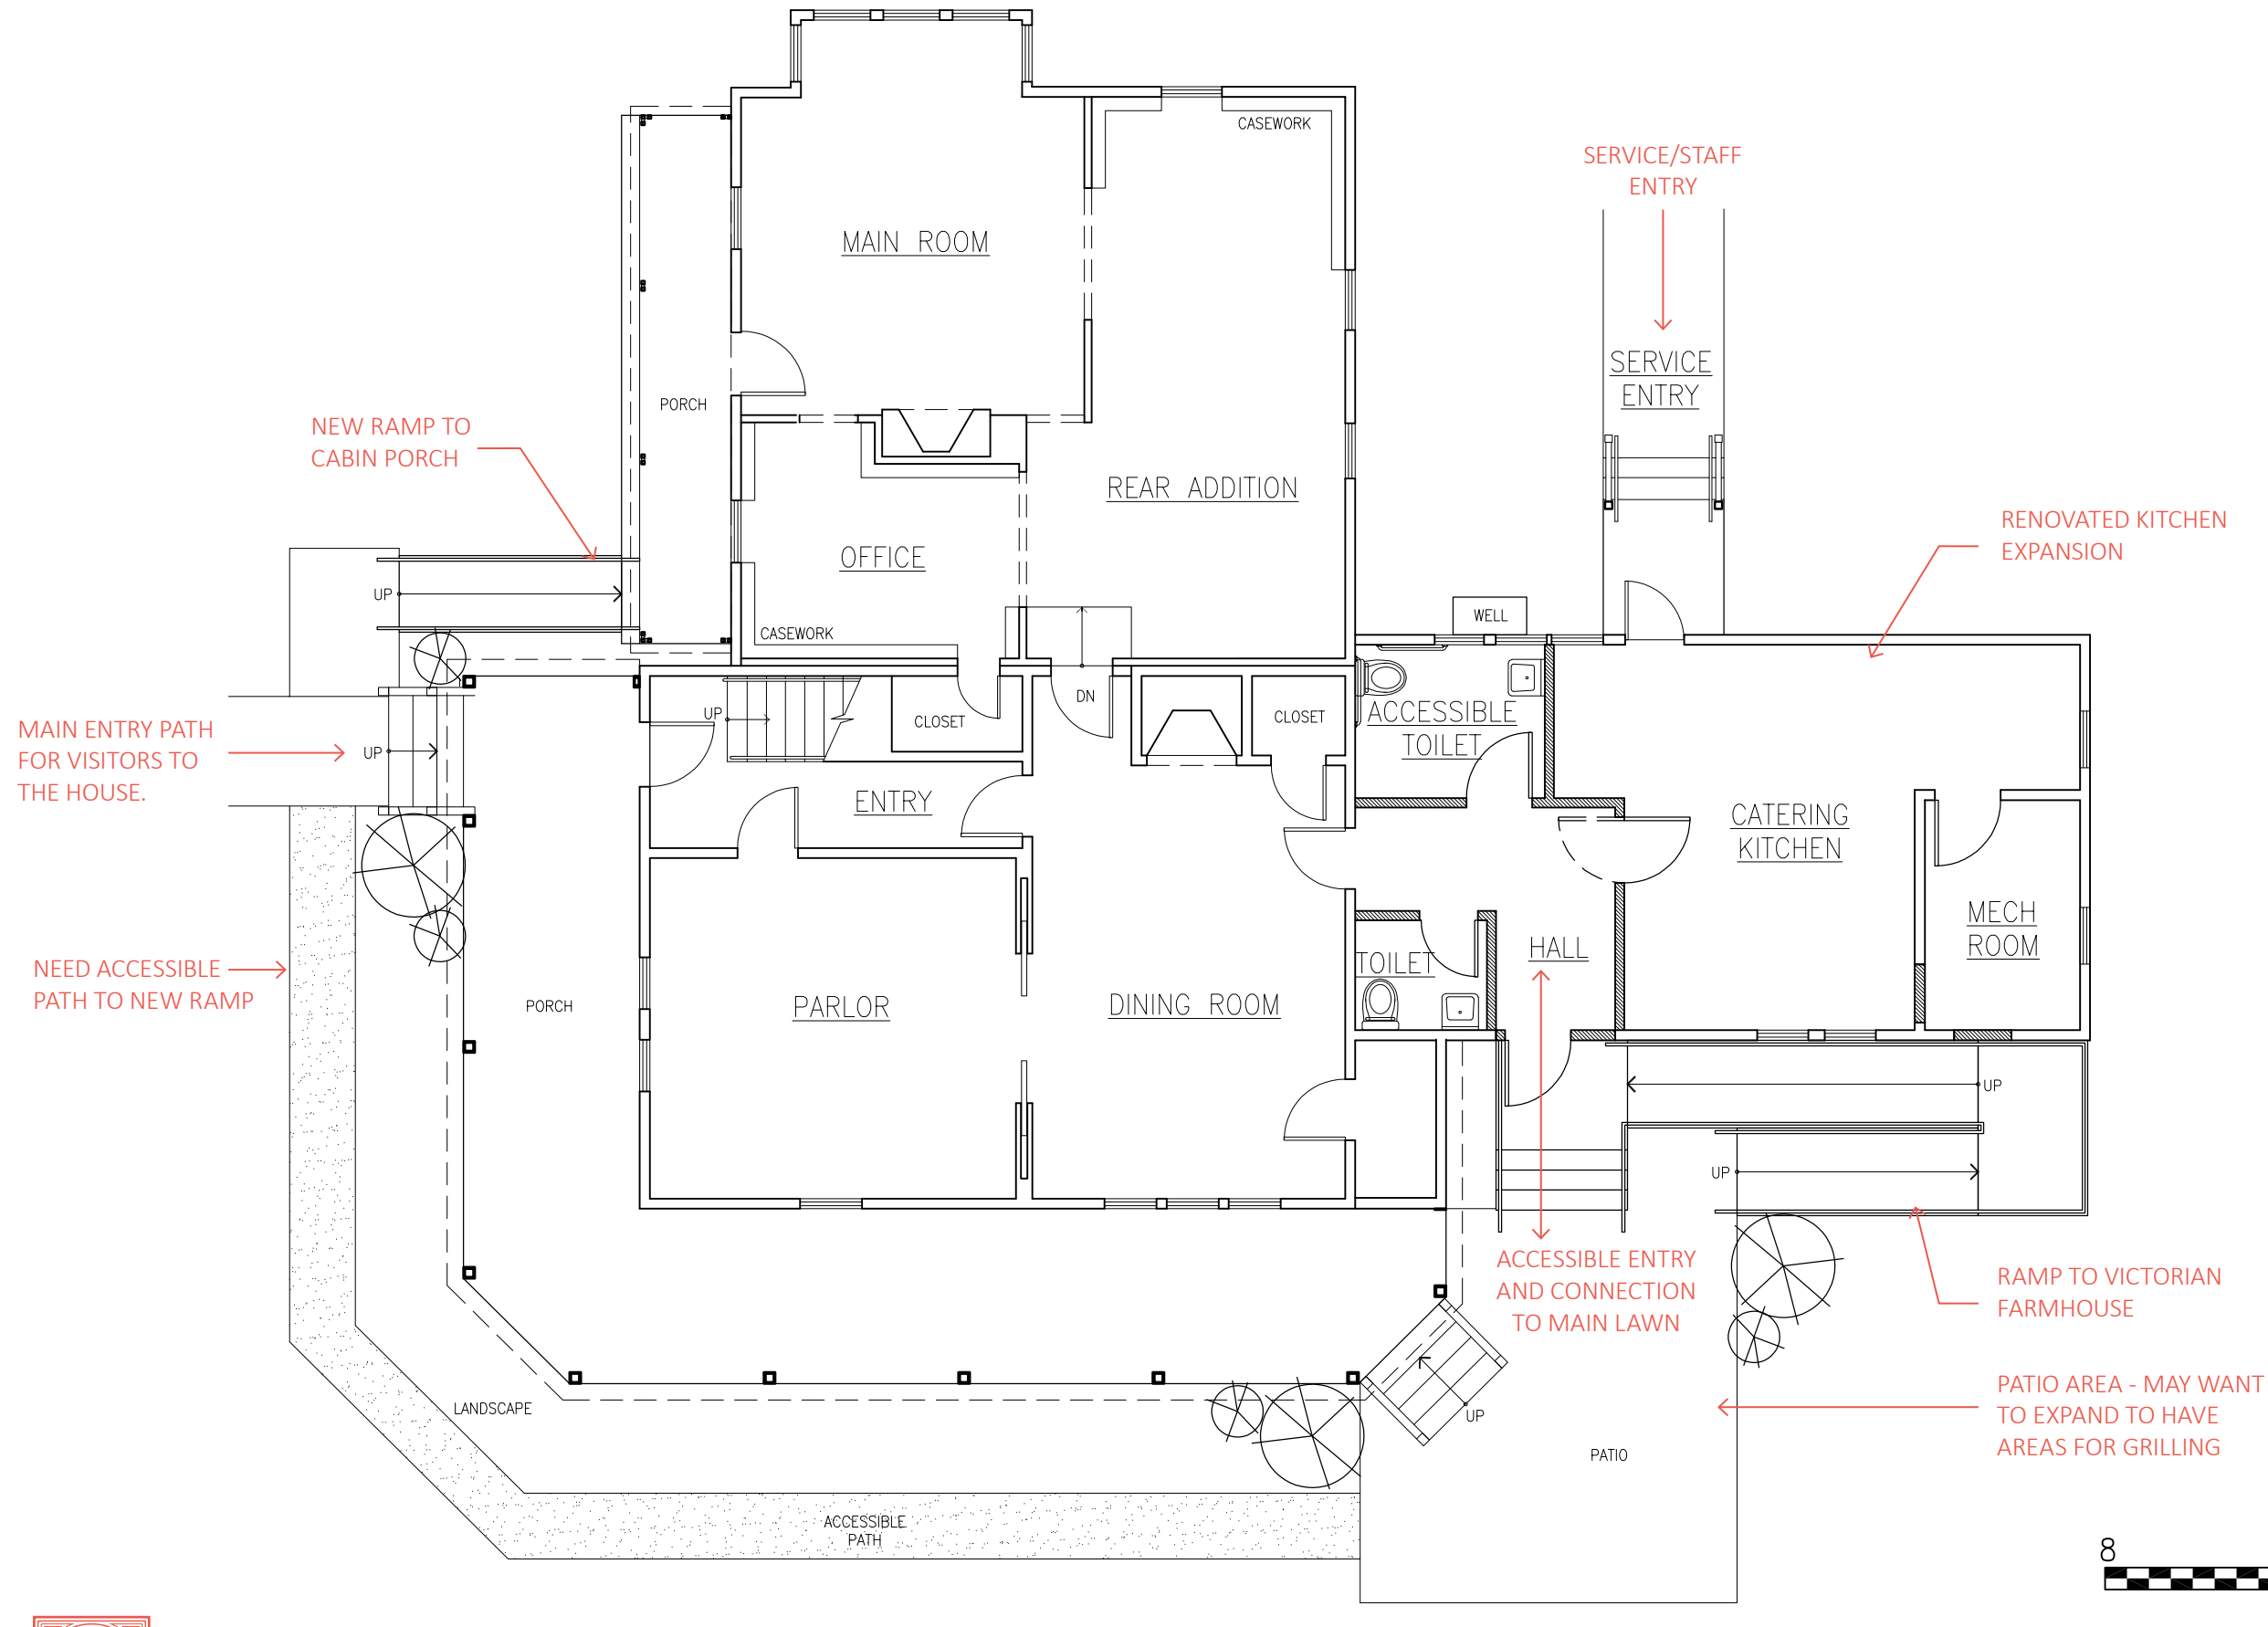 CASEWORK
SERVICE/STAFF
ENTRY
MAIN ROOM
SERVICE
ENTRY
PORCH
NEW RAMP TO
CABIN PORCH
REAR ADDITION
RENOVATED KITCHEN
EXPANSION
OFFICE
UP
WELL
CASEWORK
MAIN ENTRY PATH
FOR VISITORS TO
THE HOUSE.
UP
UP
CLOSET
DN
CLOSET
ACCESSIBLE
TOILET
ENTRY
CATERING
KITCHEN
MECH
ROOM
HALL
TOILET
NEED ACCESSIBLE
PATH TO NEW RAMP
PORCH
PARLOR
DINING ROOM
UP
UP
ACCESSIBLE ENTRY
AND CONNECTION
TO MAIN LAWN
RAMP TO VICTORIAN
FARMHOUSE
LANDSCAPE
UP
PATIO
PATIO AREA - MAY WANT
TO EXPAND TO HAVE
AREAS FOR GRILLING
ACCESSIBLE
PATH
8